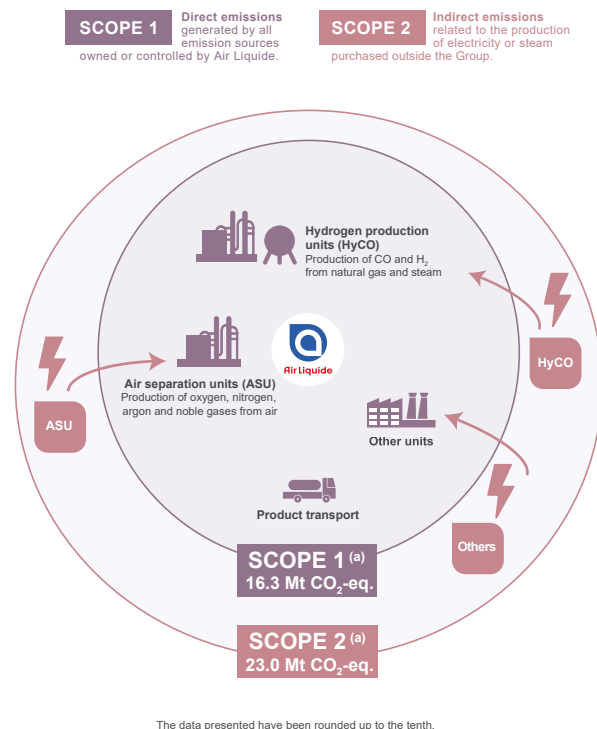 SCOPE 1
Direct emissions
generated by all
emission sources
owned or controlled by Air Liquide.
SCOPE 2
Indirect emissions
related to the production
of electricity or steam
purchased outside the Group.
Hydrogen production
units (HyCO)
Production of CO and H₂
from natural gas and steam
HyCO
Air Liquide
Air separation units (ASU)
Production of oxygen, nitrogen,
argon and noble gases from air
ASU
Other units
Product transport
Others
SCOPE 1 (a)
16.3 Mt CO₂-eq.
SCOPE 2 (a)
23.0 Mt CO₂-eq.
The data presented have been rounded up to the tenth.